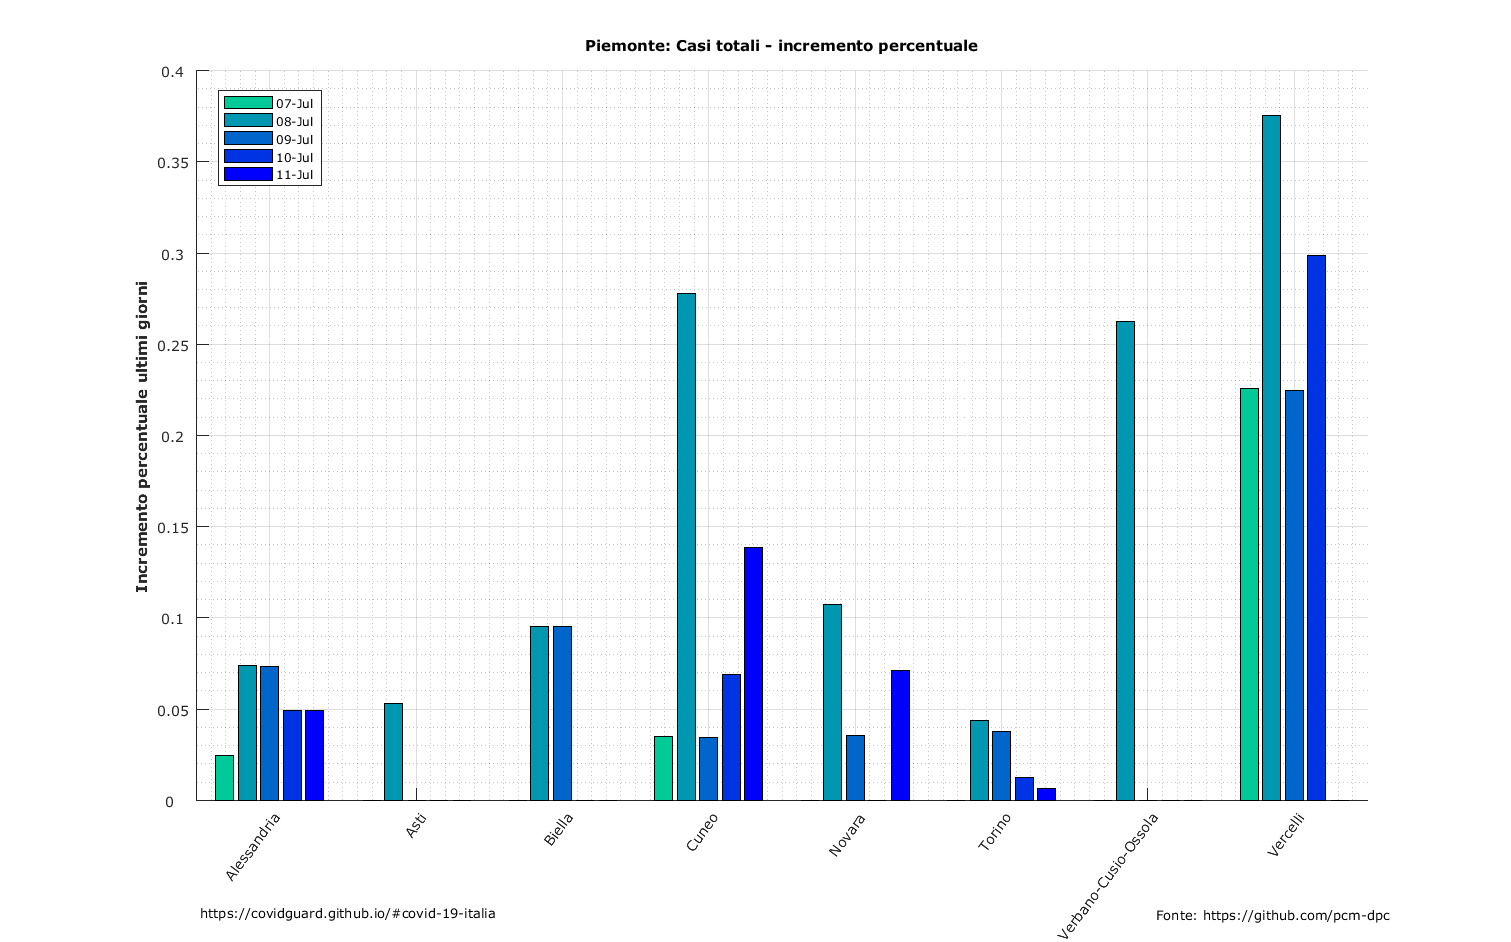 Piemonte: Casi totali - incremento percentuale
0.4
0.35
0.3
0.25
0.2
0.15
0.1
0.05
0
Incremento percentuale ultimi giorni
07-Jul
08-Jul
09-Jul
10-Jul
11-Jul
Alessandria
Asti
Biella
Cuneo
Novara
Torino
Verbano-Cusio-Ossola
Vercelli
https://covidguard.github.io/#covid-19-italia
Fonte: https://github.com/pcm-dpc